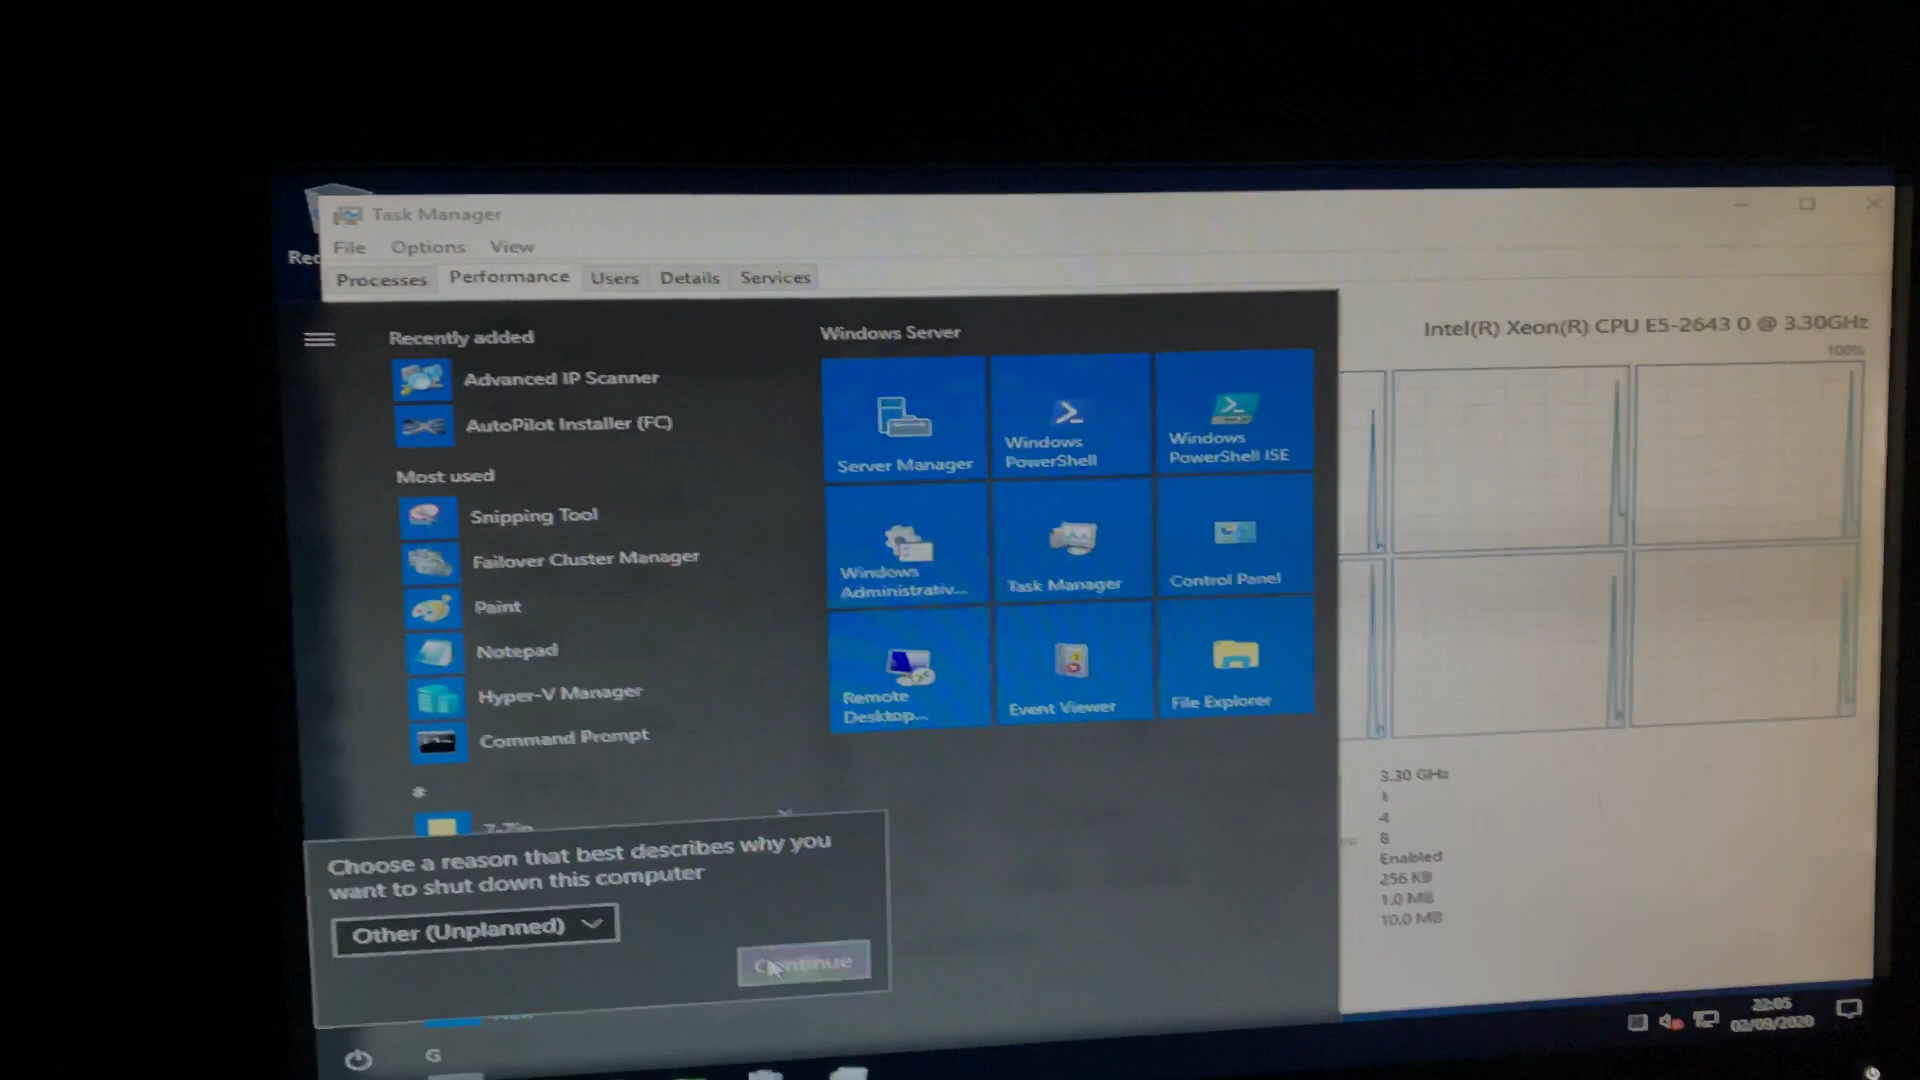 Task Manager
File Options View
Processes Performance Users Details Services
Rec
Intel(R) Xeon(R) CPU E5-2643 0 @ 3.30GHz
100%
Recently added
Advanced IP Scanner
AutoPilot Installer (FC)
Most used
Snipping Tool
Failover Cluster Manager
Paint
Notepad
Hyper-V Manager
Command Prompt
#
7-Zip
Windows Server
Server Manager
Windows
PowerShell
Windows
PowerShell ISE
Windows
Administrativ...
Task Manager
Control Panel
Remote
Desktop...
Event Viewer
File Explorer
3.30 GHz
1
4
8
Enabled
256 KB
1.0 MB
10.0 MB
Choose a reason that best describes why you
want to shut down this computer
Other (Unplanned)
Continue
G
22:05